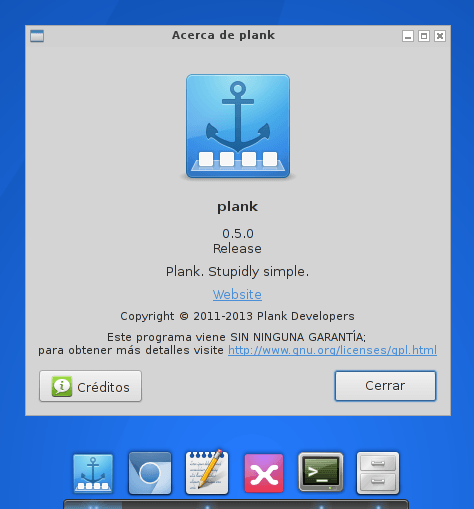 Acerca de plank
plank
0.5.0
Release
Plank. Stupidly simple.
Website
Copyright © 2011-2013 Plank Developers
Este programa viene SIN NINGUNA GARANTÍA;
para obtener más detalles visite http://www.gnu.org/licenses/gpl.html
Créditos
Cerrar